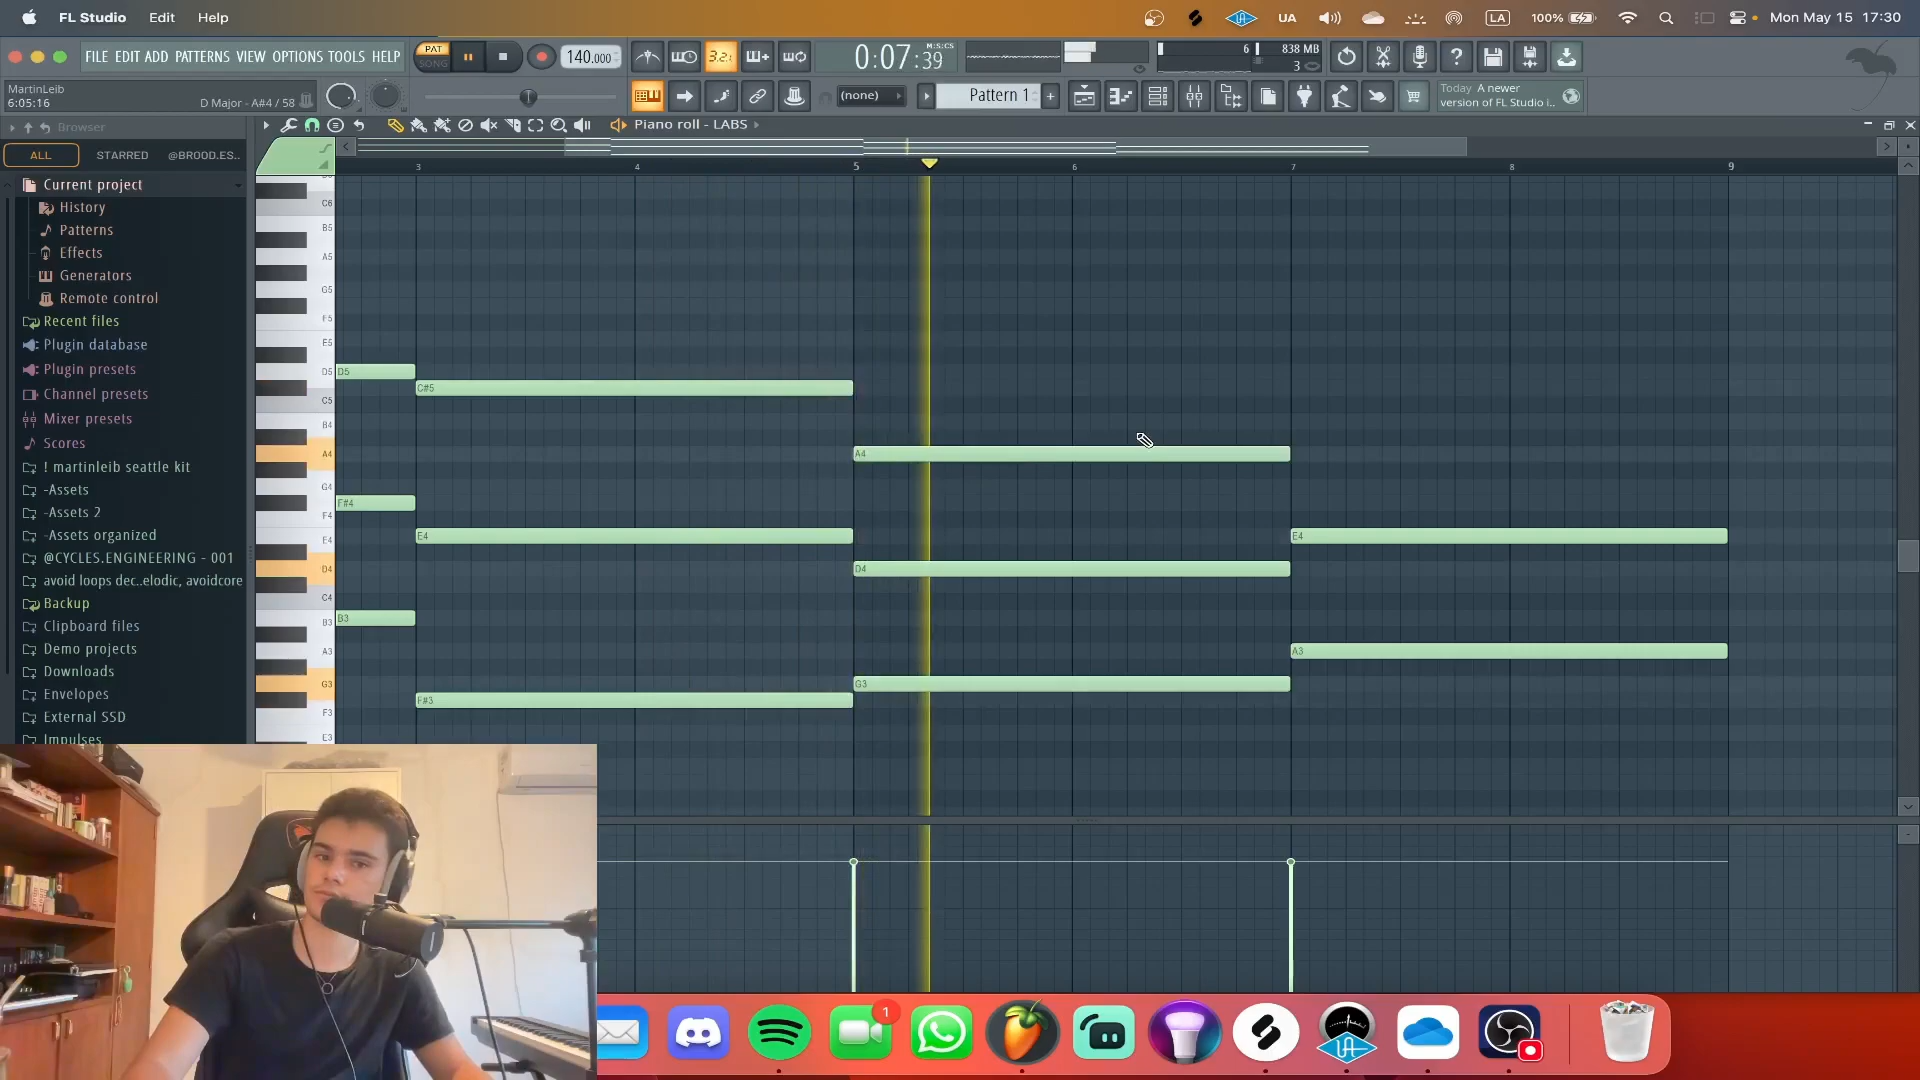 FL Studio Edit Help
UA
LA
100%
Mon May 15 17:30
FILE EDIT ADD PATTERNS VIEW OPTIONS TOOLS HELP
PAT
SONG
140.000
3.2.
0:07:39
M:S:CS
6
838 MB
3
MartinLeib
6:05:16
D Major - A#4 / 58
(none)
Pattern 1
Today A newer
version of FL Studio i..
Browser
Piano roll - LABS
ALL
STARRED
@BROOD.ES..
3
4
5
6
7
8
9
Current project
History
Patterns
Effects
Generators
Remote control
Recent files
Plugin database
Plugin presets
Channel presets
Mixer presets
Scores
! martinleib seattle kit
-Assets
-Assets 2
-Assets organized
@CYCLES.ENGINEERING - 001
avoid loops dec..elodic, avoidcore
Backup
Clipboard files
Demo projects
Downloads
Envelopes
External SSD
Impulses
C6
B5
A5
G5
F5
E5
D5
C5
B4
A4
G4
F4
E4
D4
C4
B3
A3
G3
F3
E3
D5
C#5
A4
F#4
E4
E4
D4
B3
A3
G3
F#3
1
UA